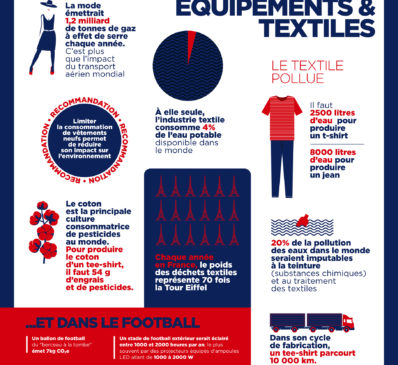 ÉQUIPEMENTS &
TEXTILES
La mode
émettrait
1,2 milliard
de tonnes de gaz
à effet de serre
chaque année.
C'est plus
que l'impact
du transport
aérien mondial
RECOMMANDATION • RECOMMANDATION • RECOMMANDATION
Limiter
la consommation
de vêtements
neufs permet
de réduire
son impact sur
l'environnement
À elle seule,
l'industrie textile
consomme 4%
de l'eau potable
disponible dans
le monde
LE TEXTILE
POLLUE
Il faut
2500 litres
d'eau pour
produire
un t-shirt
8000 litres
d'eau pour
produire
un jean
Le coton
est la principale
culture
consommatrice
de pesticides
au monde.
Pour produire
le coton
d'un tee-shirt,
il faut 54 g
d'engrais
et de pesticides.
Chaque année
en France, le poids
des déchets textiles
représente 70 fois
la Tour Eiffel
20% de la pollution
des eaux dans le monde
seraient imputables
à la teinture
(substances chimiques)
et au traitement
des textiles
Dans son cycle
de fabrication,
un tee-shirt parcourt
10 000 km.
...ET DANS LE FOOTBALL
Un ballon de football
du "berceau à la tombe"
émet 7kg CO₂e
Un stade de football extérieur serait éclairé
entre 1000 et 2000 heures par an, le plus
souvent par des projecteurs équipés d'ampoules
LED allant de 1000 à 2000 W